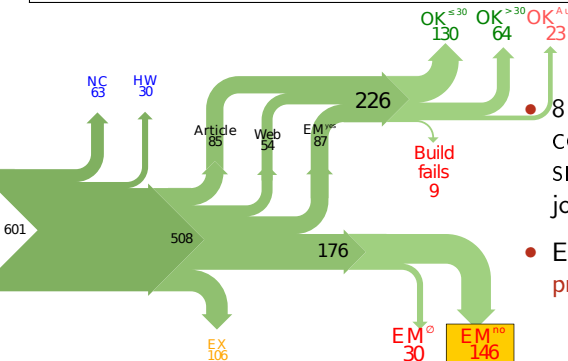 OK≤30
130
OK>30
64
OK
23
NC
63
HW
30
226
Article
85
Web
54
EMyes
87
Build
fails
9
601
508
176
EX
106
EM∅
30
EMno
146
8
E